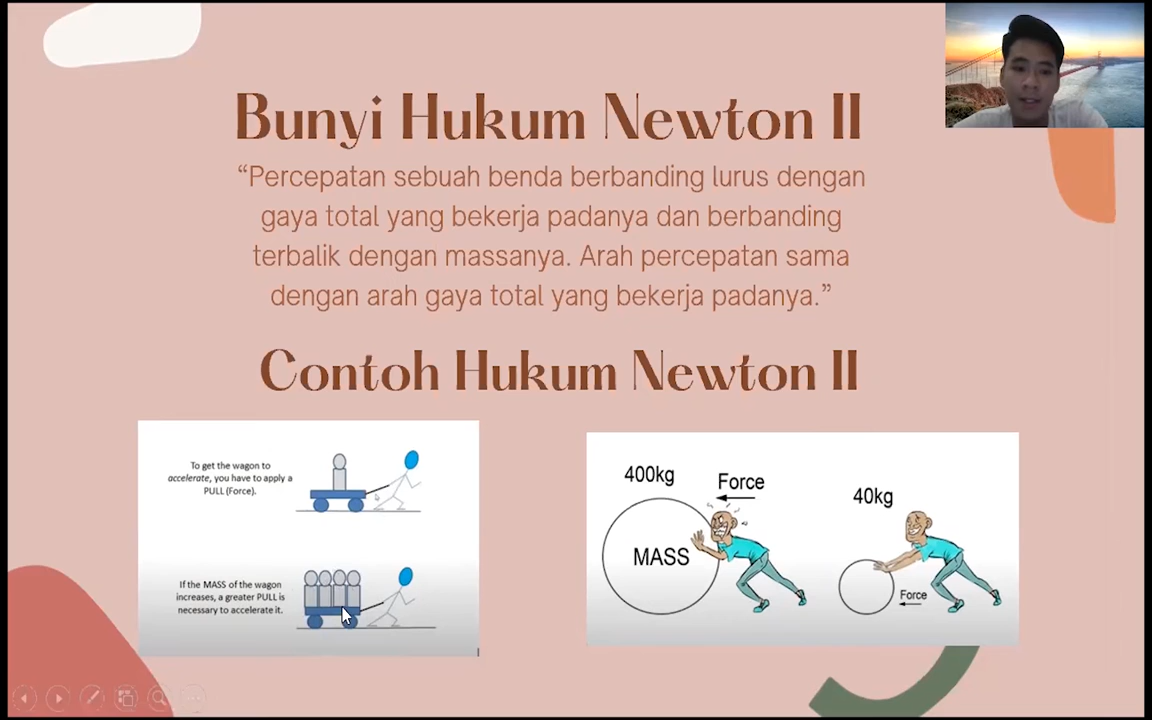 Bunyi Hukum Newton II
“Percepatan sebuah benda berbanding lurus dengan
gaya total yang bekerja padanya dan berbanding
terbalik dengan massanya. Arah percepatan sama
dengan arah gaya total yang bekerja padanya.”
Contoh Hukum Newton II
To get the wagon to
accelerate, you have to apply a
PULL (Force).
If the MASS of the wagon
increases, a greater PULL is
necessary to accelerate it.
400kg
Force
MASS
40kg
Force